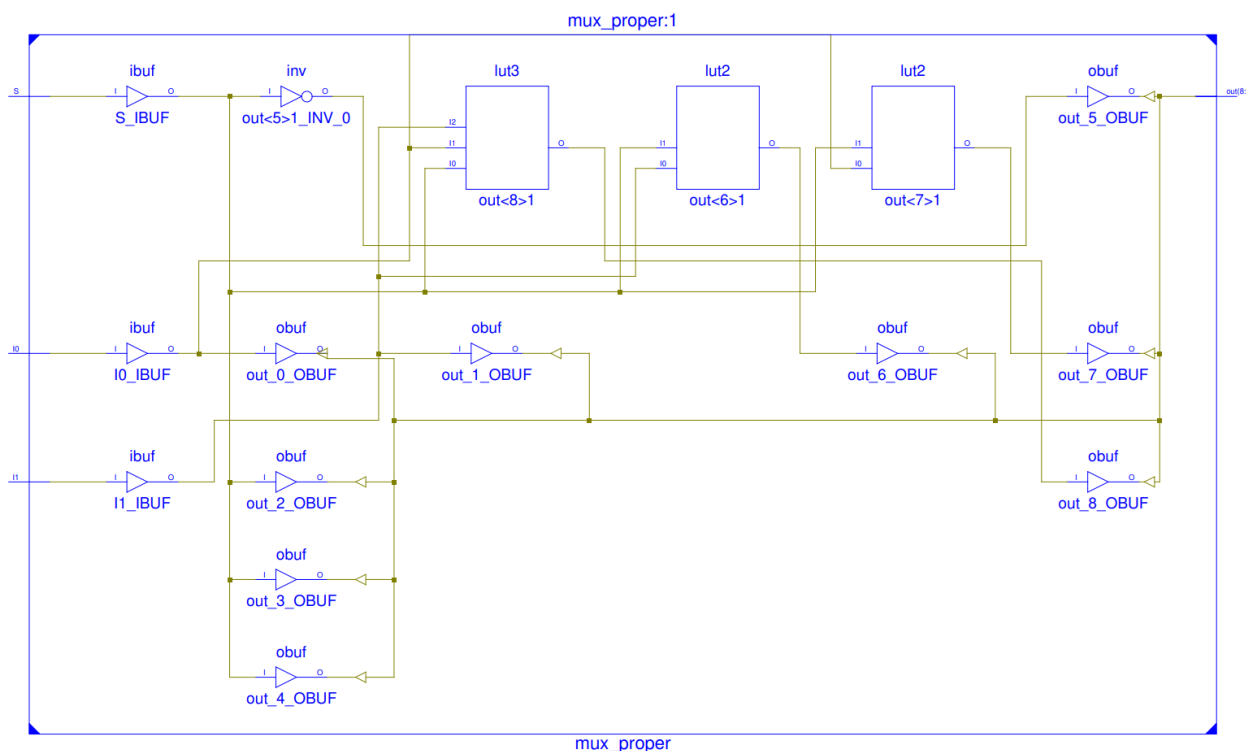 mux_proper:1
ibuf inv lut3 lut2 lut2 obuf
S I O I O I2 I1 I0 O I1 I0 O I1 I0 O I O out(8:
S_IBUF out<5>1_INV_0 out<8>1 out<6>1 out<7>1 out_5_OBUF
ibuf obuf obuf obuf obuf
I0 I O I O I O I O I O
I0_IBUF out_0_OBUF out_1_OBUF out_6_OBUF out_7_OBUF
ibuf obuf obuf
I1 I O I O I O
I1_IBUF out_2_OBUF out_8_OBUF
obuf
I O
out_3_OBUF
obuf
I O
out_4_OBUF
mux_proper